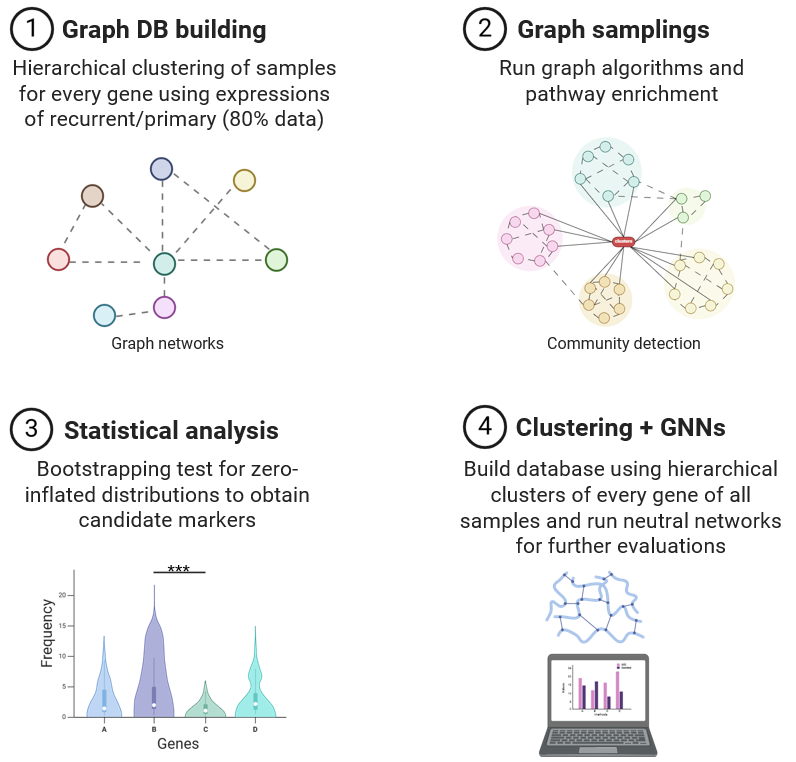 1 Graph DB building
Hierarchical clustering of samples
for every gene using expressions
of recurrent/primary (80% data)
Graph networks
2 Graph samplings
Run graph algorithms and
pathway enrichment
clusters
Community detection
3 Statistical analysis
Bootstrapping test for zero-
inflated distributions to obtain
candidate markers
***
Frequency
20
15
10
5
0
A B C D
Genes
4 Clustering + GNNs
Build database using hierarchical
clusters of every gene of all
samples and run neutral networks
for further evaluations